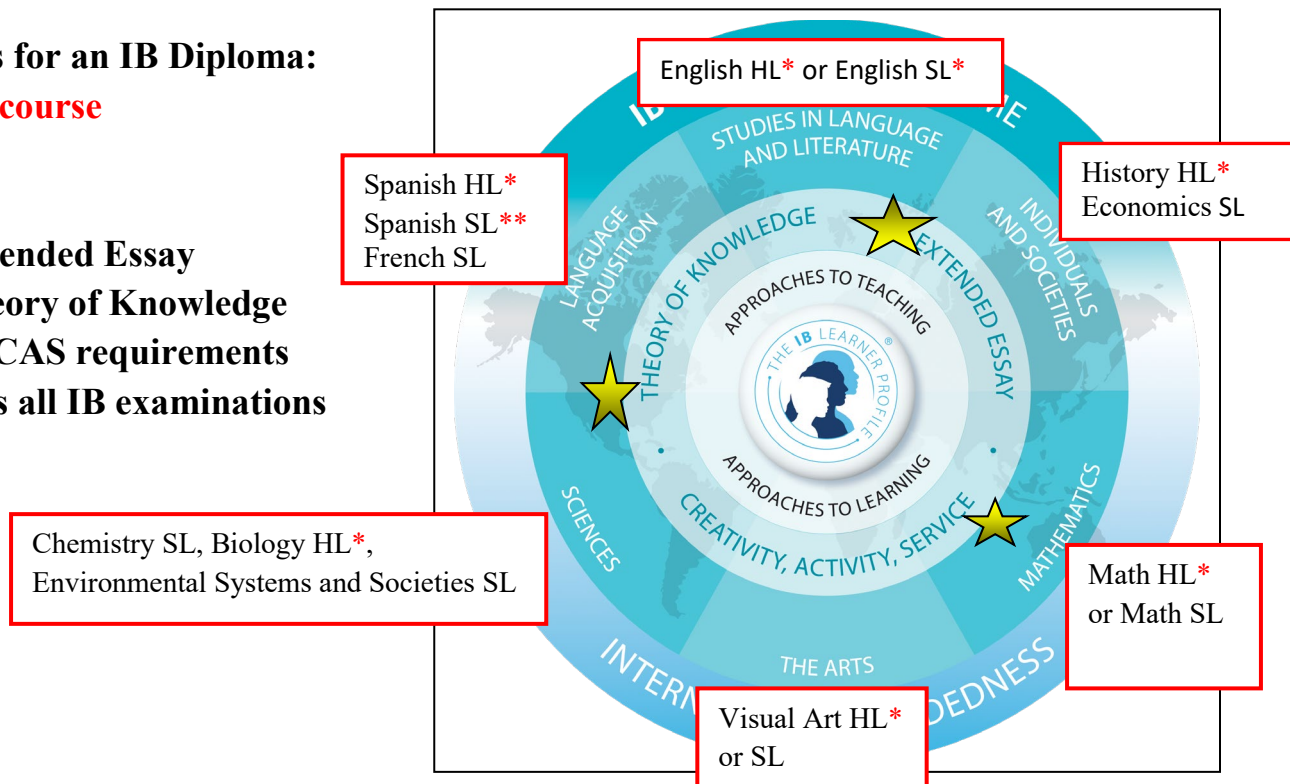 s for an IB Diploma:
course
ended Essay
eory of Knowledge
CAS requirements
s all IB examinations
English HL* or English SL*
IB
ME
STUDIES IN LANGUAGE
AND LITERATURE
Spanish HL*
Spanish SL**
French SL
History HL*
Economics SL
LANGUAGE
ACQUISITION
INDIVIDUALS
AND SOCIETIES
THEORY OF KNOWLEDGE
EXTENDED ESSAY
APPROACHES TO TEACHING
THE IB LEARNER PROFILE ®
APPROACHES TO LEARNING
CREATIVITY, ACTIVITY, SERVICE
SCIENCES
MATHEMATICS
Chemistry SL, Biology HL*,
Environmental Systems and Societies SL
Math HL*
or Math SL
THE ARTS
INTERN
DEDNESS
Visual Art HL*
or SL